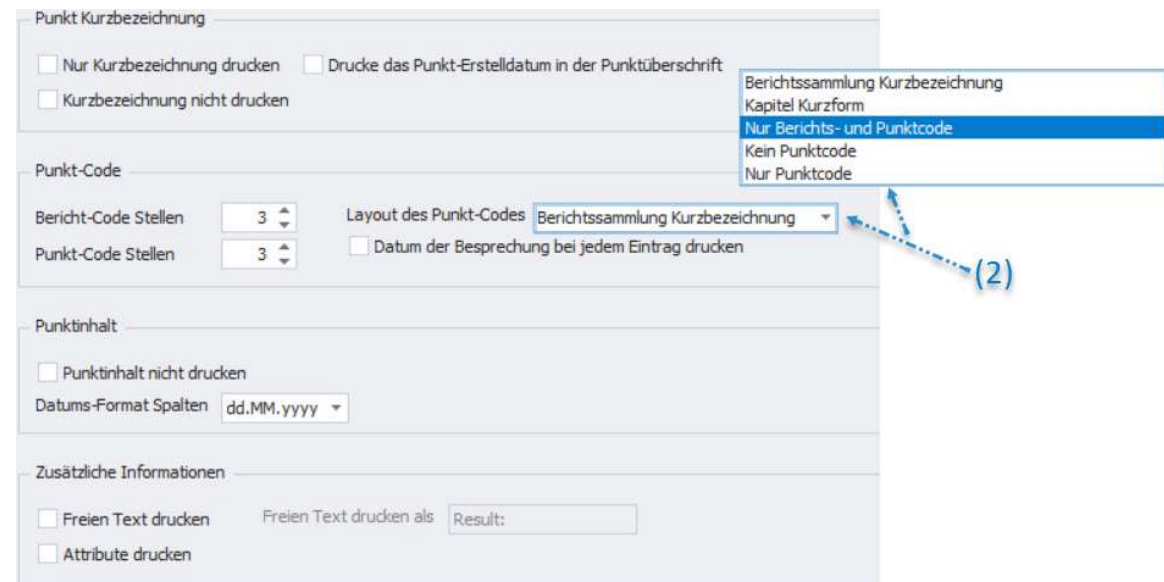 Punkt Kurzbezeichnung
Nur Kurzbezeichnung drucken Drucke das Punkt-Erstelldatum in der Punktüberschrift
Kurzbezeichnung nicht drucken
Berichtssammlung Kurzbezeichnung
Kapitel Kurzform
Nur Berichts- und Punktcode
Kein Punktcode
Nur Punktcode
Punkt-Code
Bericht-Code Stellen 3 Layout des Punkt-Codes Berichtssammlung Kurzbezeichnung
Punkt-Code Stellen 3 Datum der Besprechung bei jedem Eintrag drucken
(2)
Punktinhalt
Punktinhalt nicht drucken
Datums-Format Spalten dd.MM.yyyy
Zusätzliche Informationen
Freien Text drucken Freien Text drucken als Result:
Attribute drucken